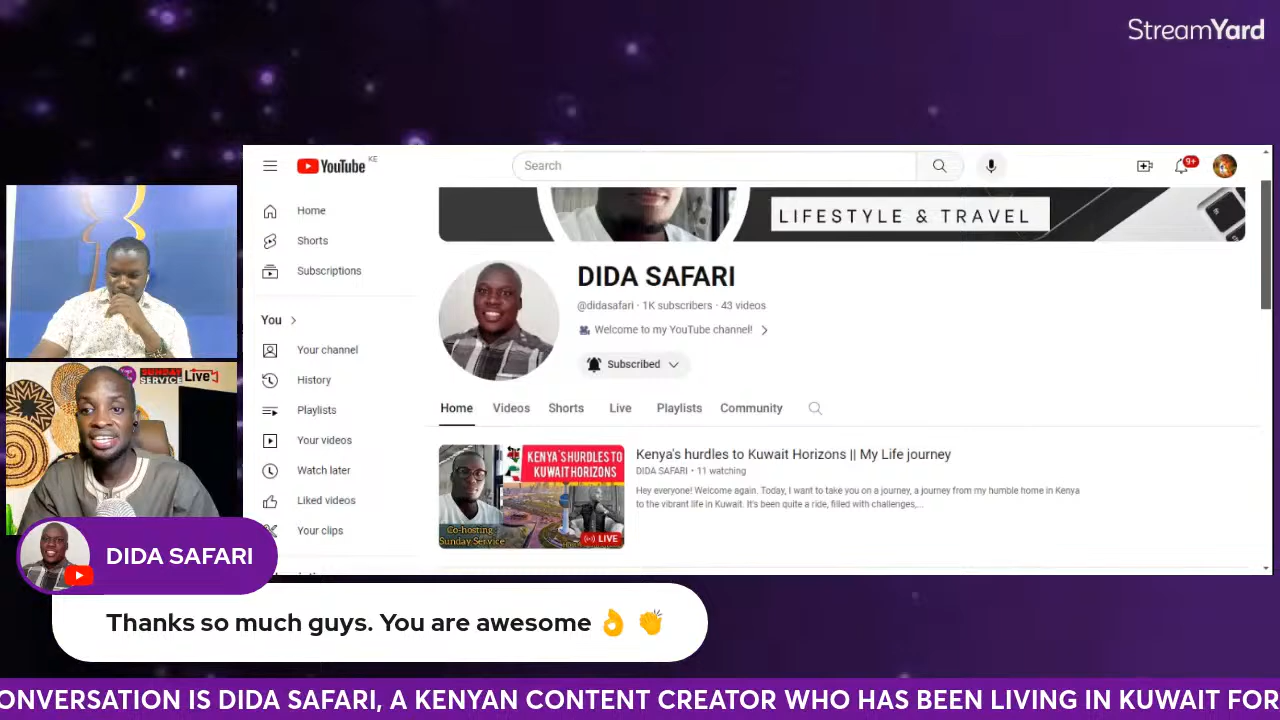 StreamYard
YouTube KE
Search
9+
Home
Shorts
Subscriptions
You
Your channel
History
Playlists
Your videos
Watch later
Liked videos
Your clips
LIFESTYLE & TRAVEL
DIDA SAFARI
@didasafari · 1K subscribers · 43 videos
Welcome to my YouTube channel!
Subscribed
Home Videos Shorts Live Playlists Community
KENYA'S HURDLES TO
KUWAIT HORIZONS
Co-hosting
Sunday Service
LIVE
Kenya's hurdles to Kuwait Horizons || My Life journey
DIDA SAFARI • 11 watching
Hey everyone! Welcome again. Today, I want to take you on a journey, a journey from my humble home in Kenya
to the vibrant life in Kuwait. It's been quite a ride, filled with challenges,...
SUNDAY
SERVICE Live
DIDA SAFARI
Thanks so much guys. You are awesome 👌 👏
ONVERSATION IS DIDA SAFARI, A KENYAN CONTENT CREATOR WHO HAS BEEN LIVING IN KUWAIT FOR